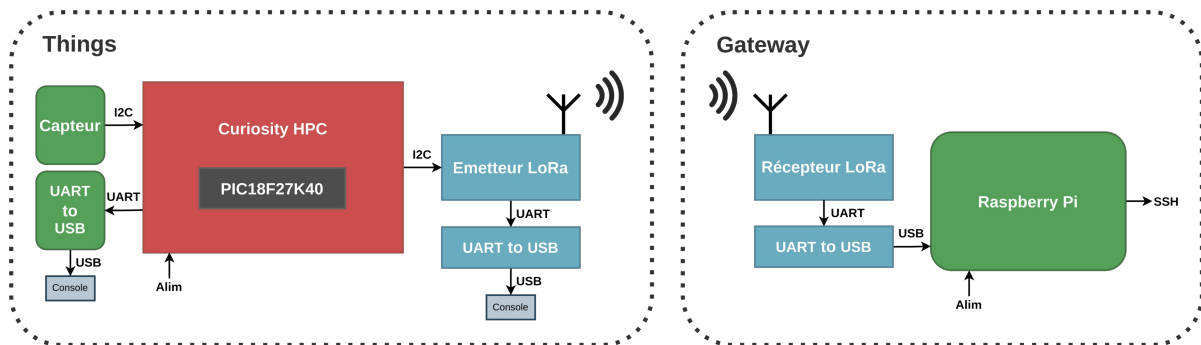 Things
Capteur
I2C
Curiosity HPC
PIC18F27K40
UART
to
USB
UART
USB
Console
Alim
I2C
Emetteur LoRa
UART
UART to USB
USB
Console
Gateway
Récepteur LoRa
UART
UART to USB
USB
Raspberry Pi
SSH
Alim